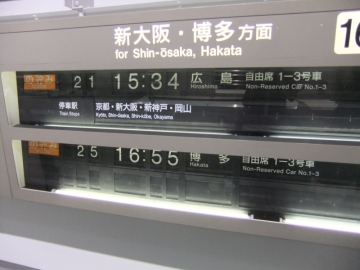 新大阪・博多方面 16
for Shin-ōsaka, Hakata
21 15:34 広島 自由席 1-3号車
Hiroshima Non-Reserved Car No.1-3
停車駅 京都・新大阪・新神戸・岡山
Train Stops Kyōto, Shin-ōsaka, Shin-kōbe, Okayama
25 16:55 博多 自由席 1-3号車
Hakata Non-Reserved Car No.1-3